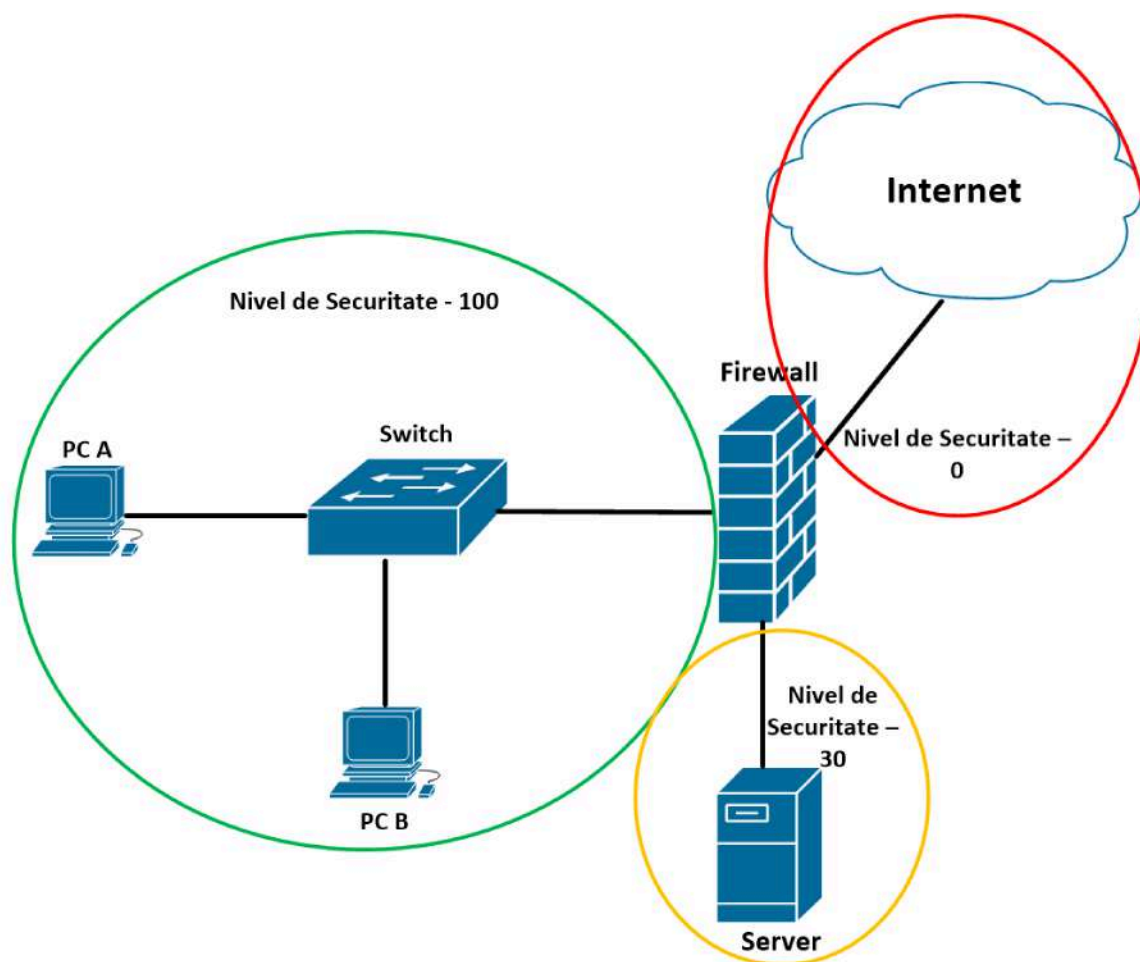 Internet
Nivel de Securitate - 100
Firewall
Nivel de Securitate –
0
Switch
PC A
Nivel de
Securitate –
30
PC B
Server